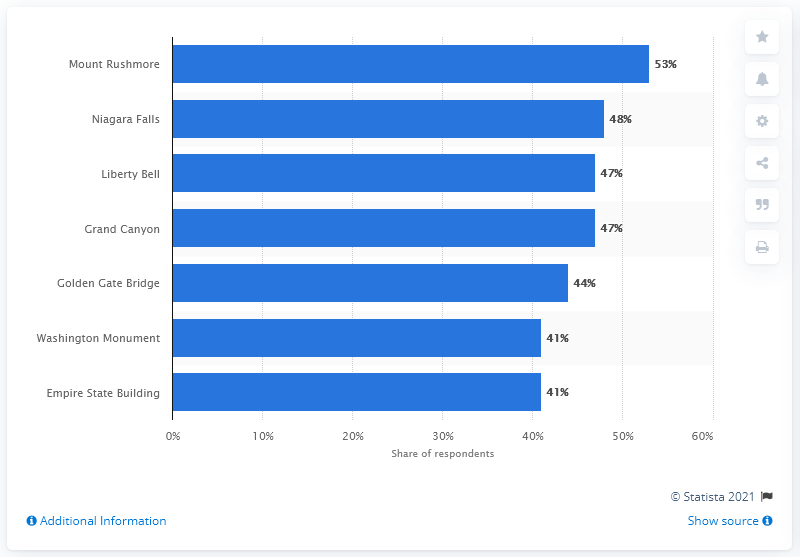 Mount Rushmore 53%
Niagara Falls 48%
Liberty Bell 47%
Grand Canyon 47%
Golden Gate Bridge 44%
Washington Monument 41%
Empire State Building 41%
0% 10% 20% 30% 40% 50% 60%
Share of respondents
© Statista 2021
Additional Information Show source